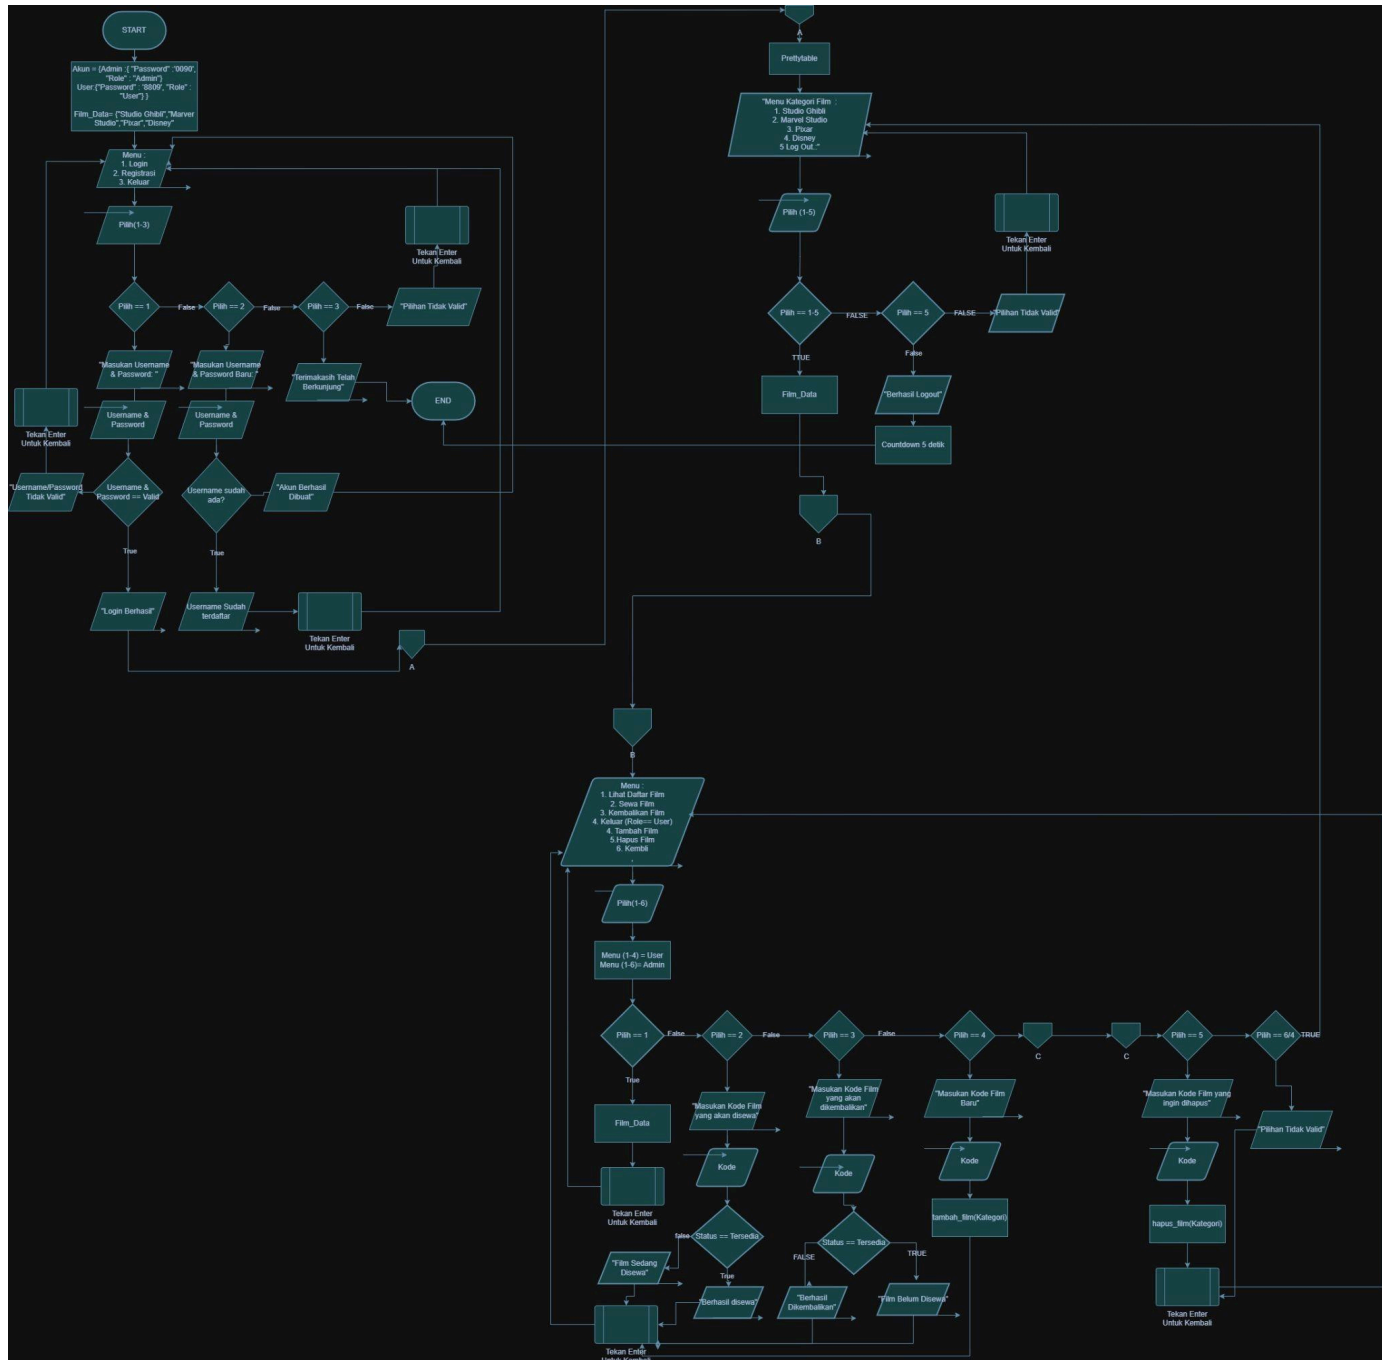 START
Akun = {Admin :{ "Password" :'0090',
"Role" : "Admin"}
User:{"Password" : '8809', "Role" :
"User"} }
Film_Data= {"Studio Ghibli","Marver
Studio","Pixar","Disney"
Menu :
1. Login
2. Registrasi
3. Keluar
Pilih(1-3)
Pilih == 1
False
Pilih == 2
False
Pilih == 3
False
"Pilihan Tidak Valid"
Tekan Enter
Untuk Kembali
"Masukan Username
& Password: "
"Masukan Username
& Password Baru: "
"Terimakasih Telah
Berkunjung"
END
Username &
Password
Username &
Password
Tekan Enter
Untuk Kembali
"Username/Password
Tidak Valid"
Username &
Password == Valid
Username sudah
ada?
"Akun Berhasil
Dibuat"
True
True
"Login Berhasil"
Username Sudah
terdaftar
Tekan Enter
Untuk Kembali
A
A
Prettytable
"Menu Kategori Film :
1. Studio Ghibli
2. Marvel Studio
3. Pixar
4. Disney
5 Log Out.."
Pilih (1-5)
Tekan Enter
Untuk Kembali
Pilih == 1-5
FALSE
Pilih == 5
FALSE
"Pilihan Tidak Valid"
TTUE
False
Film_Data
"Berhasil Logout"
Countdown 5 detik
B
B
Menu :
1. Lihat Daftar Film
2. Sewa Film
3. Kembalikan Film
4. Keluar (Role== User)
4. Tambah Film
5.Hapus Film
6. Kembli
.
Pilih(1-6)
Menu (1-4) = User
Menu (1-6)= Admin
Pilih == 1
False
Pilih == 2
False
Pilih == 3
False
Pilih == 4
C
C
Pilih == 5
Pilih == 6/4
TRUE
True
Film_Data
Tekan Enter
Untuk Kembali
"Masukan Kode Film
yang akan disewa"
Kode
Status == Tersedia
false
True
"Film Sedang
Disewa"
"Berhasil disewa"
Tekan Enter
Untuk Kembali
"Masukan Kode Film
yang akan
dikembalikan"
Kode
Status == Tersedia
FALSE
TRUE
"Berhasil
Dikembalikan"
"Film Belum Disewa"
"Masukan Kode Film
Baru"
Kode
tambah_film(Kategori)
"Masukan Kode Film yang
ingin dihapus"
Kode
hapus_film(Kategori)
Tekan Enter
Untuk Kembali
"Pilihan Tidak Valid"